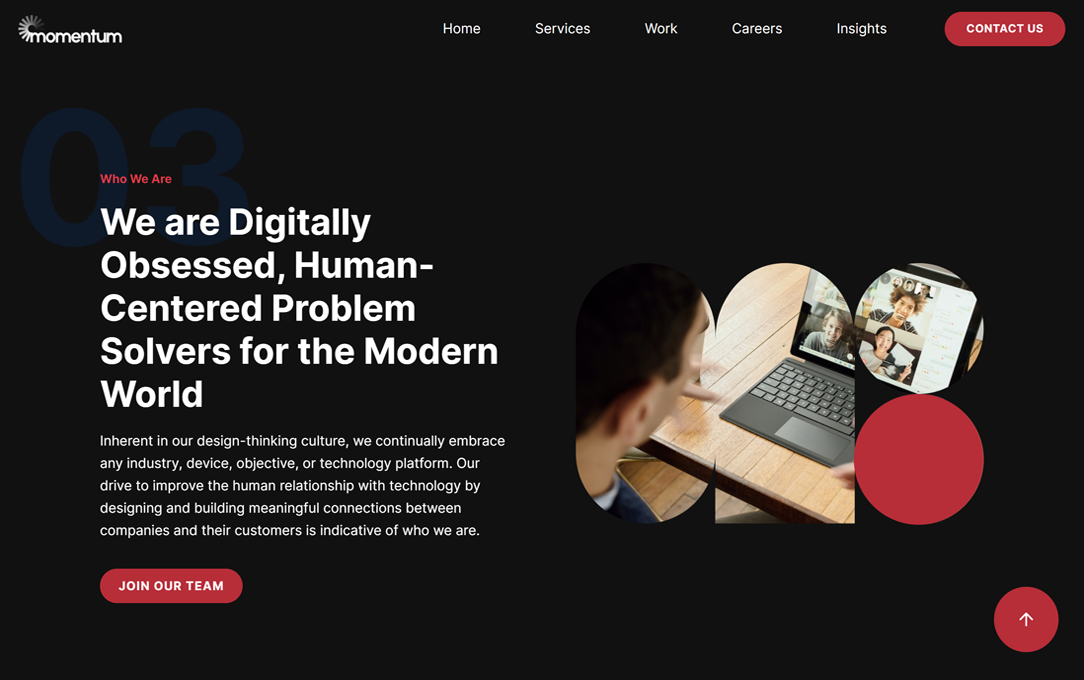 momentum
Home
Services
Work
Careers
Insights
CONTACT US
03
Who We Are
We are Digitally
Obsessed, Human-
Centered Problem
Solvers for the Modern
World
Inherent in our design-thinking culture, we continually embrace
any industry, device, objective, or technology platform. Our
drive to improve the human relationship with technology by
designing and building meaningful connections between
companies and their customers is indicative of who we are.
JOIN OUR TEAM